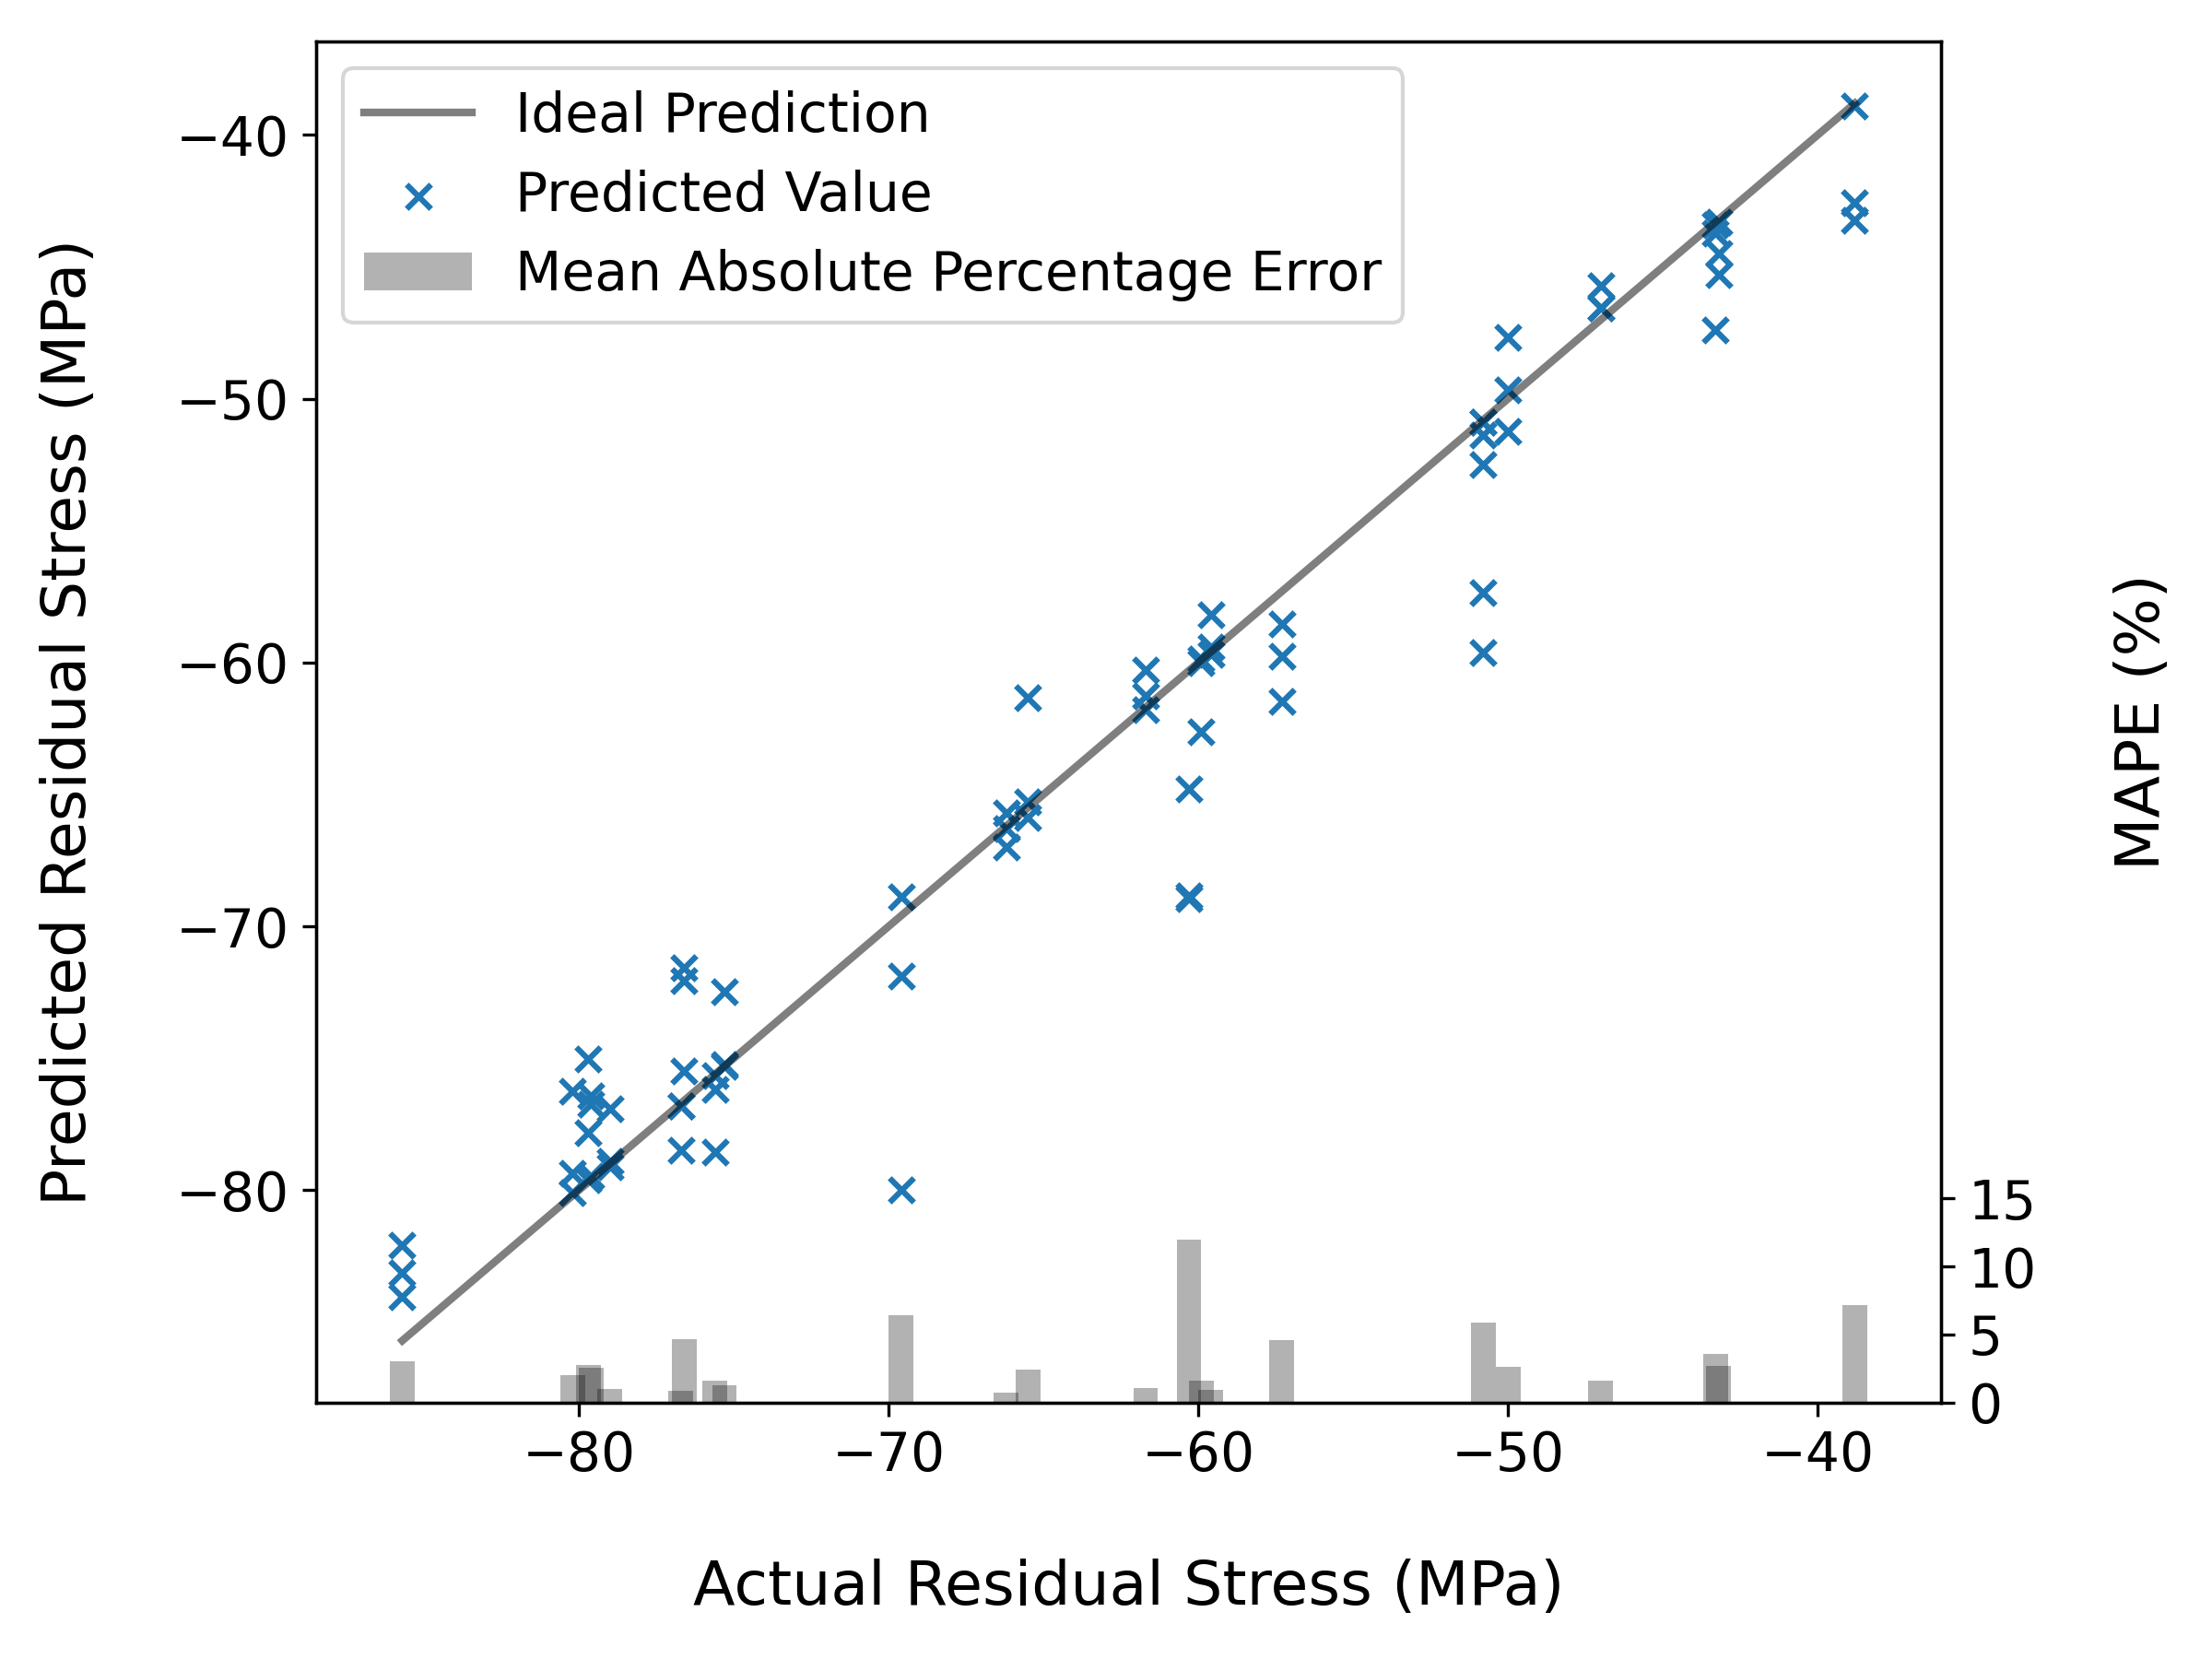 Ideal Prediction
Predicted Value
Mean Absolute Percentage Error
Predicted Residual Stress (MPa)
−40
−50
−60
−70
−80
MAPE (%)
15
10
5
0
−80 −70 −60 −50 −40
Actual Residual Stress (MPa)